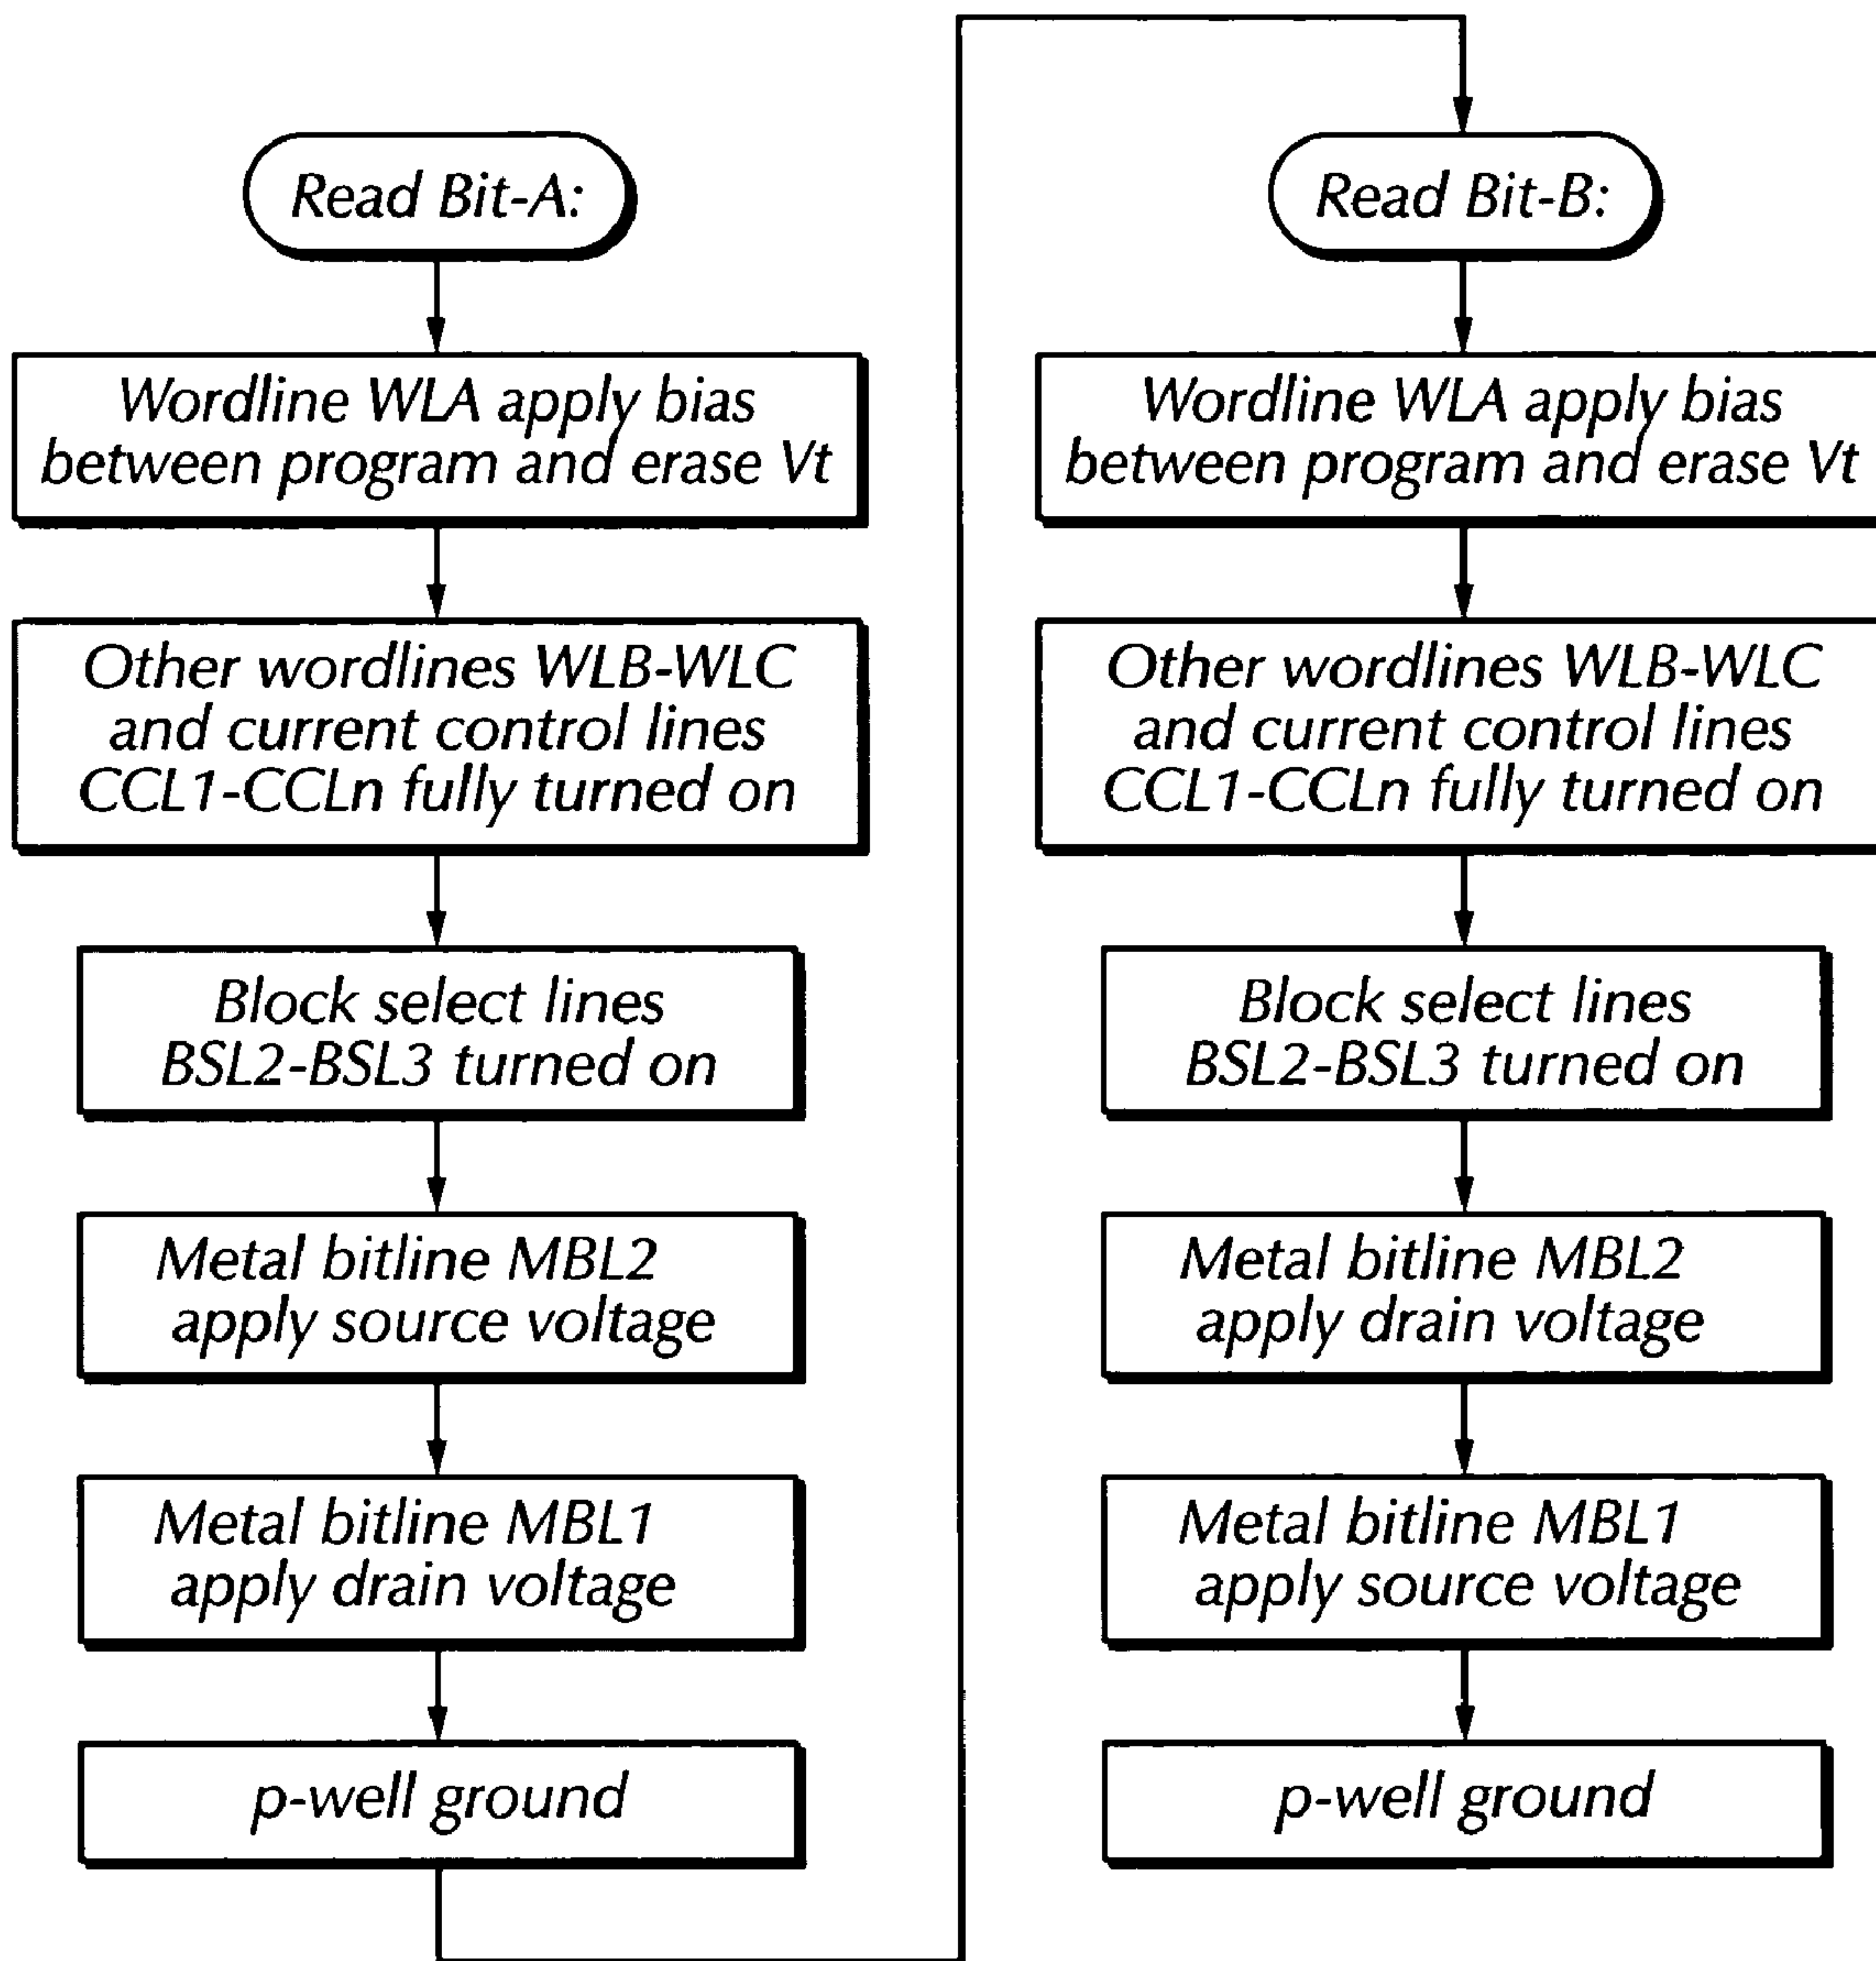 Read Bit-A:
Wordline WLA apply bias
between program and erase Vt
Other wordlines WLB-WLC
and current control lines
CCL1-CCLn fully turned on
Block select lines
BSL2-BSL3 turned on
Metal bitline MBL2
apply source voltage
Metal bitline MBL1
apply drain voltage
p-well ground
Read Bit-B:
Wordline WLA apply bias
between program and erase Vt
Other wordlines WLB-WLC
and current control lines
CCL1-CCLn fully turned on
Block select lines
BSL2-BSL3 turned on
Metal bitline MBL2
apply drain voltage
Metal bitline MBL1
apply source voltage
p-well ground